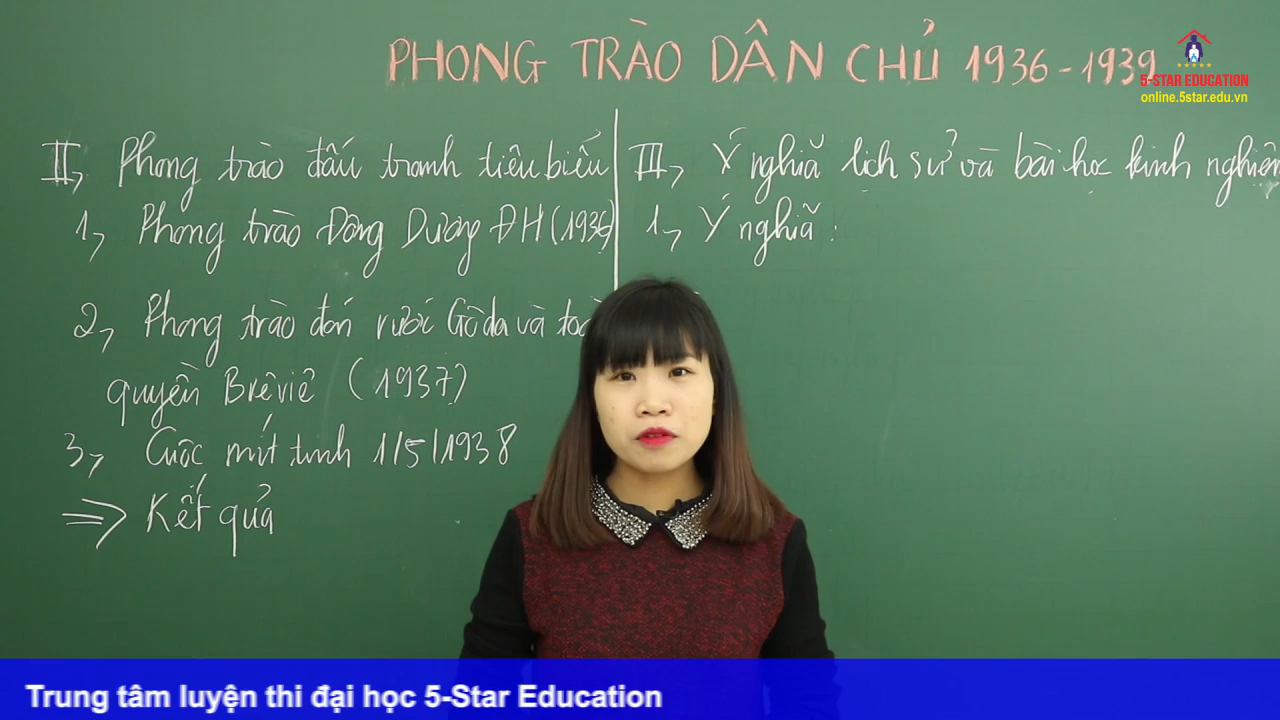 PHONG TRÀO DÂN CHỦ 1936 - 1939
5-STAR EDUCATION
online.5star.edu.vn
II, Phong trào đấu tranh tiêu biểu
1, Phong trào Đông Dương ĐH (1936)
2, Phong trào đón rước Gôđa và
quyền Brêviê (1937)
3, Cuộc mít tinh 1/5/1938
=> Kết quả
III, Ý nghĩa lịch sử và bài học kinh nghiệm
1, Ý nghĩa :
Trung tâm luyện thi đại học 5-Star Education